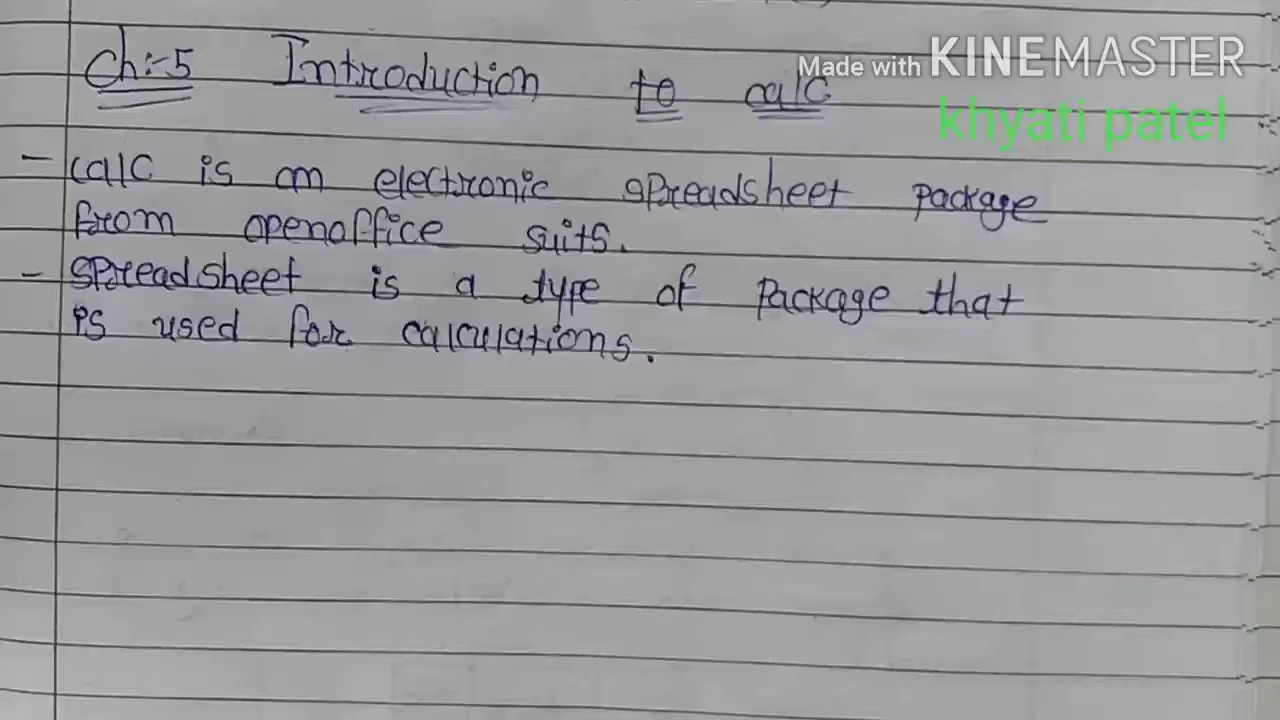 Ch:-5 Introduction to calc
Made with KINEMASTER
khyati patel
- calc is an electronic spreadsheet package
from openoffice suits.
- spreadsheet is a type of package that
is used for calculations.